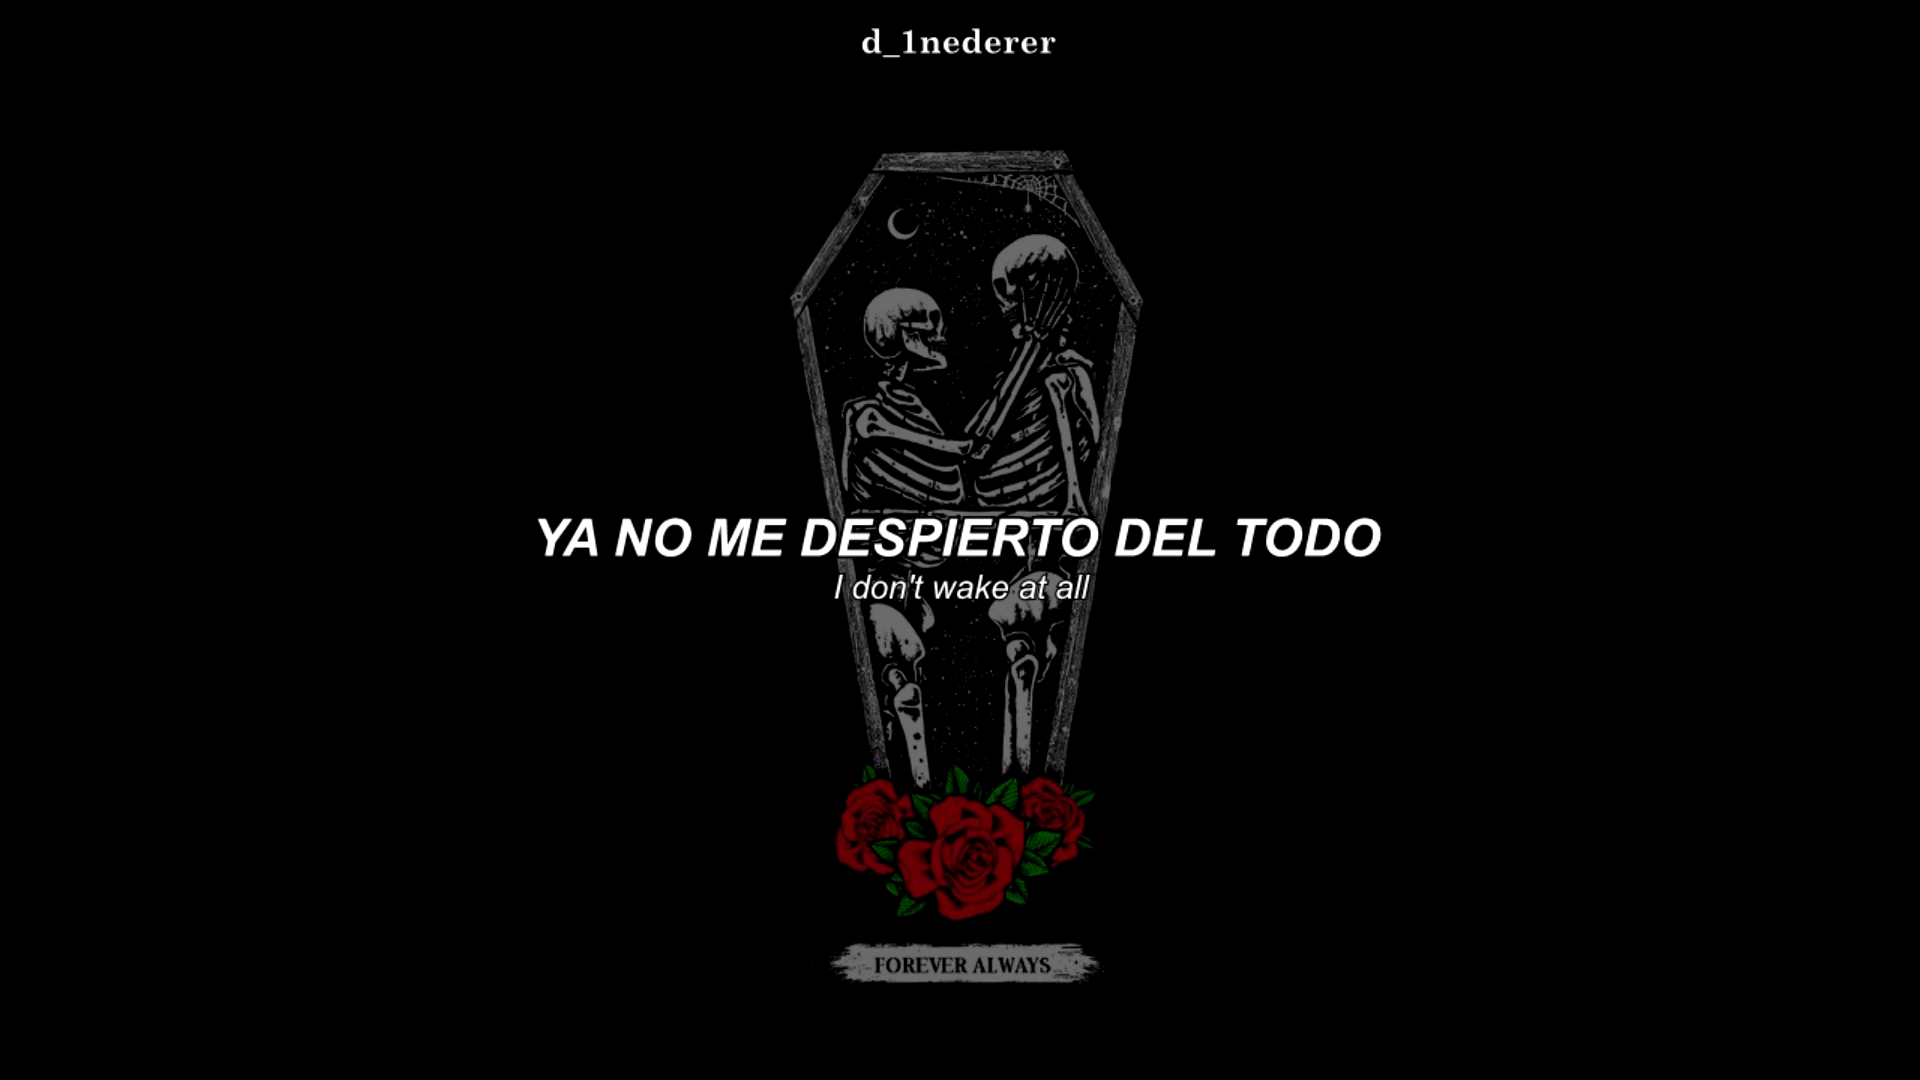 d_1nederer
YA NO ME DESPIERTO DEL TODO
I don't wake at all
FOREVER ALWAYS